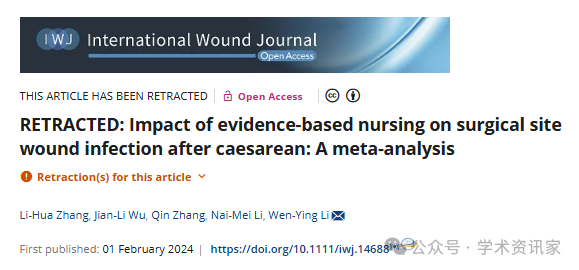 IWJ International Wound Journal
Open Access
THIS ARTICLE HAS BEEN RETRACTED Open Access
RETRACTED: Impact of evidence-based nursing on surgical site
wound infection after caesarean: A meta-analysis
Retraction(s) for this article
Li-Hua Zhang, Jian-Li Wu, Qin Zhang, Nai-Mei Li, Wen-Ying Li
First published: 01 February 2024 | https://doi.org/10.1111/iwj.14688
公众号 · 学术资讯家